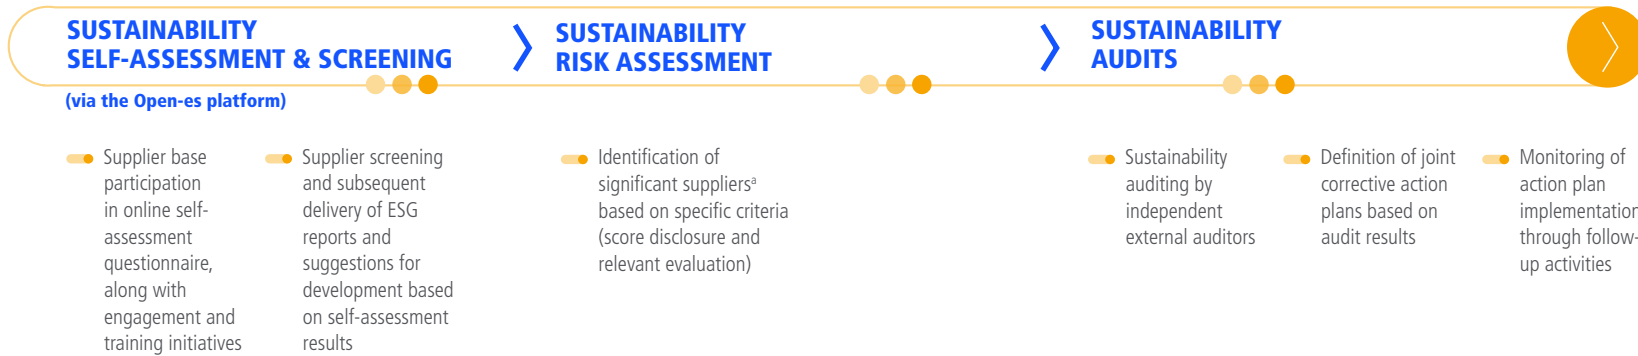 SUSTAINABILITY
SELF-ASSESSMENT & SCREENING
(via the Open-es platform)
Supplier base
participation
in online self-
assessment
questionnaire,
along with
engagement and
training initiatives
Supplier screening
and subsequent
delivery of ESG
reports and
suggestions for
development based
on self-assessment
results
SUSTAINABILITY
RISK ASSESSMENT
Identification of
significant suppliersª
based on specific criteria
(score disclosure and
relevant evaluation)
SUSTAINABILITY
AUDITS
Sustainability
auditing by
independent
external auditors
Definition of joint
corrective action
plans based on
audit results
Monitoring of
action plan
implementation
through follow-
up activities